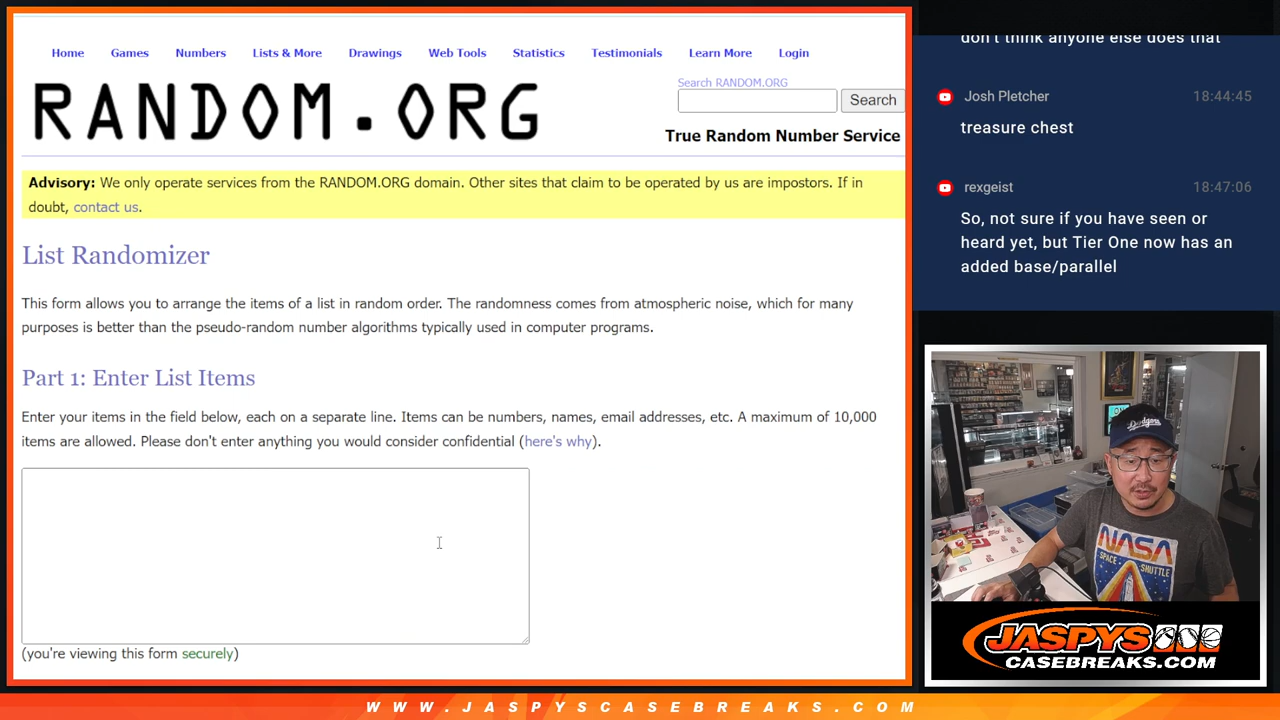 Home Games Numbers Lists & More Drawings Web Tools Statistics Testimonials Learn More Login
RANDOM.ORG
Search RANDOM.ORG
Search
True Random Number Service
Advisory: We only operate services from the RANDOM.ORG domain. Other sites that claim to be operated by us are impostors. If in
doubt, contact us.
List Randomizer
This form allows you to arrange the items of a list in random order. The randomness comes from atmospheric noise, which for many
purposes is better than the pseudo-random number algorithms typically used in computer programs.
Part 1: Enter List Items
Enter your items in the field below, each on a separate line. Items can be numbers, names, email addresses, etc. A maximum of 10,000
items are allowed. Please don't enter anything you would consider confidential (here's why).
(you're viewing this form securely)
don't think anyone else does that
Josh Pletcher 18:44:45
treasure chest
rexgeist 18:47:06
So, not sure if you have seen or
heard yet, but Tier One now has an
added base/parallel
Dodgers
NASA
SPACE SHUTTLE
JASPYS
CASEBREAKS.COM
WWW.JASPYSCASEBREAKS.COM